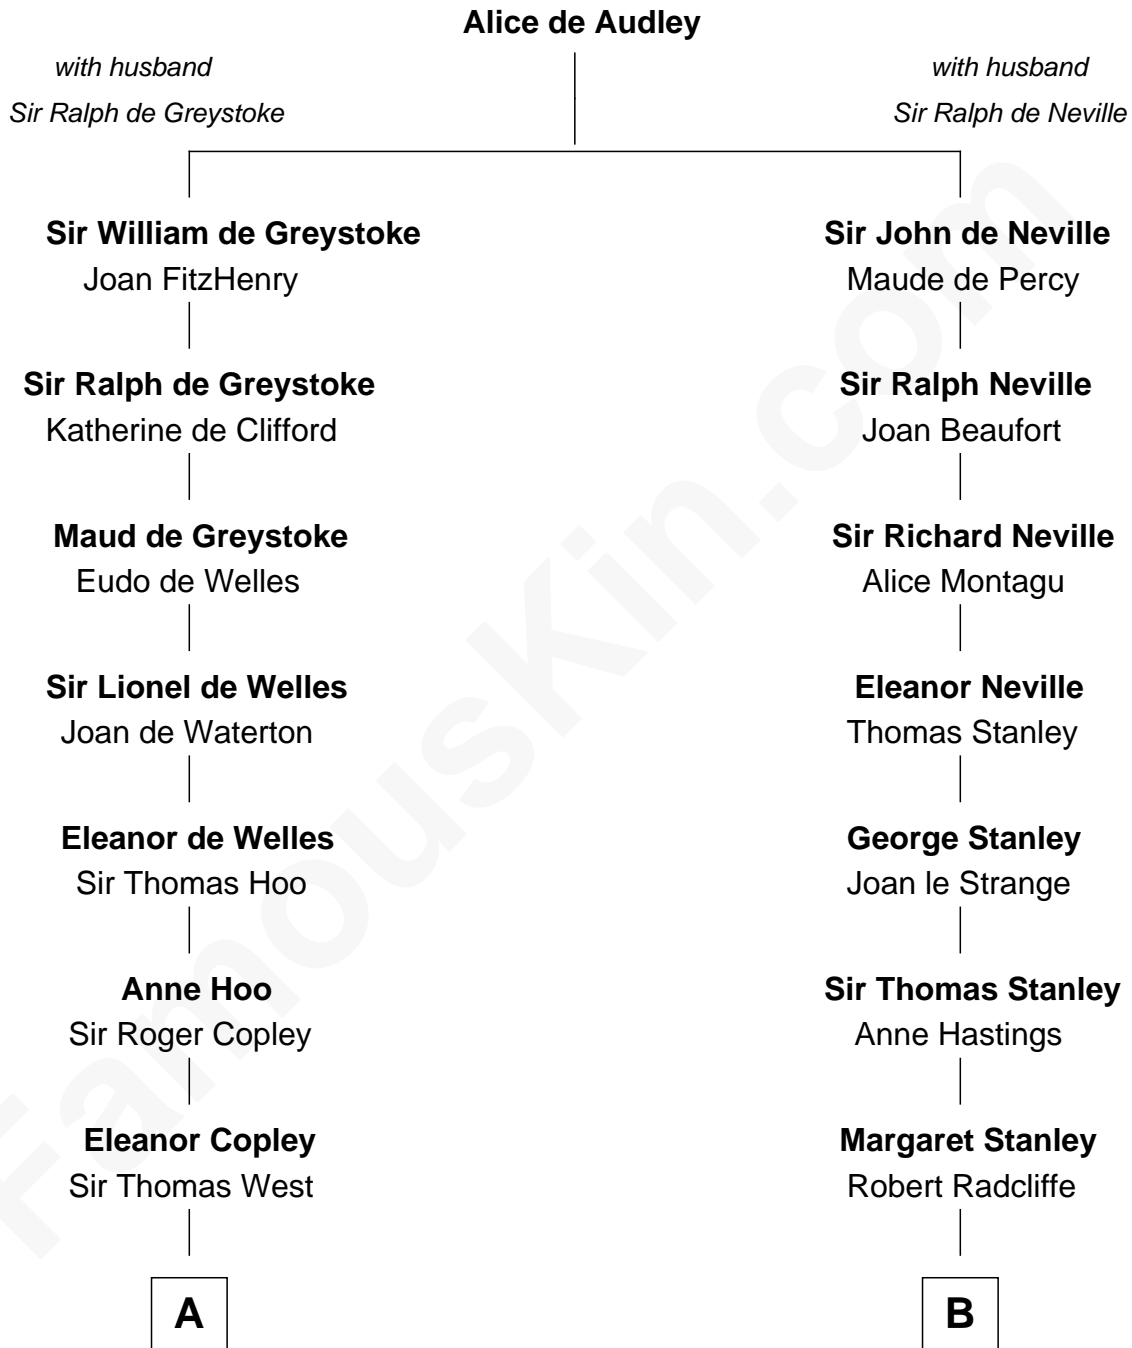 Alice de Audley
with husband
Sir Ralph de Greystoke
with husband
Sir Ralph de Neville
Sir William de Greystoke
Joan FitzHenry
Sir John de Neville
Maude de Percy
Sir Ralph de Greystoke
Katherine de Clifford
Sir Ralph Neville
Joan Beaufort
Maud de Greystoke
Eudo de Welles
Sir Richard Neville
Alice Montagu
Sir Lionel de Welles
Joan de Waterton
Eleanor Neville
Thomas Stanley
Eleanor de Welles
Sir Thomas Hoo
George Stanley
Joan le Strange
Anne Hoo
Sir Roger Copley
Sir Thomas Stanley
Anne Hastings
Eleanor Copley
Sir Thomas West
Margaret Stanley
Robert Radcliffe
A
B
FamousKin.com